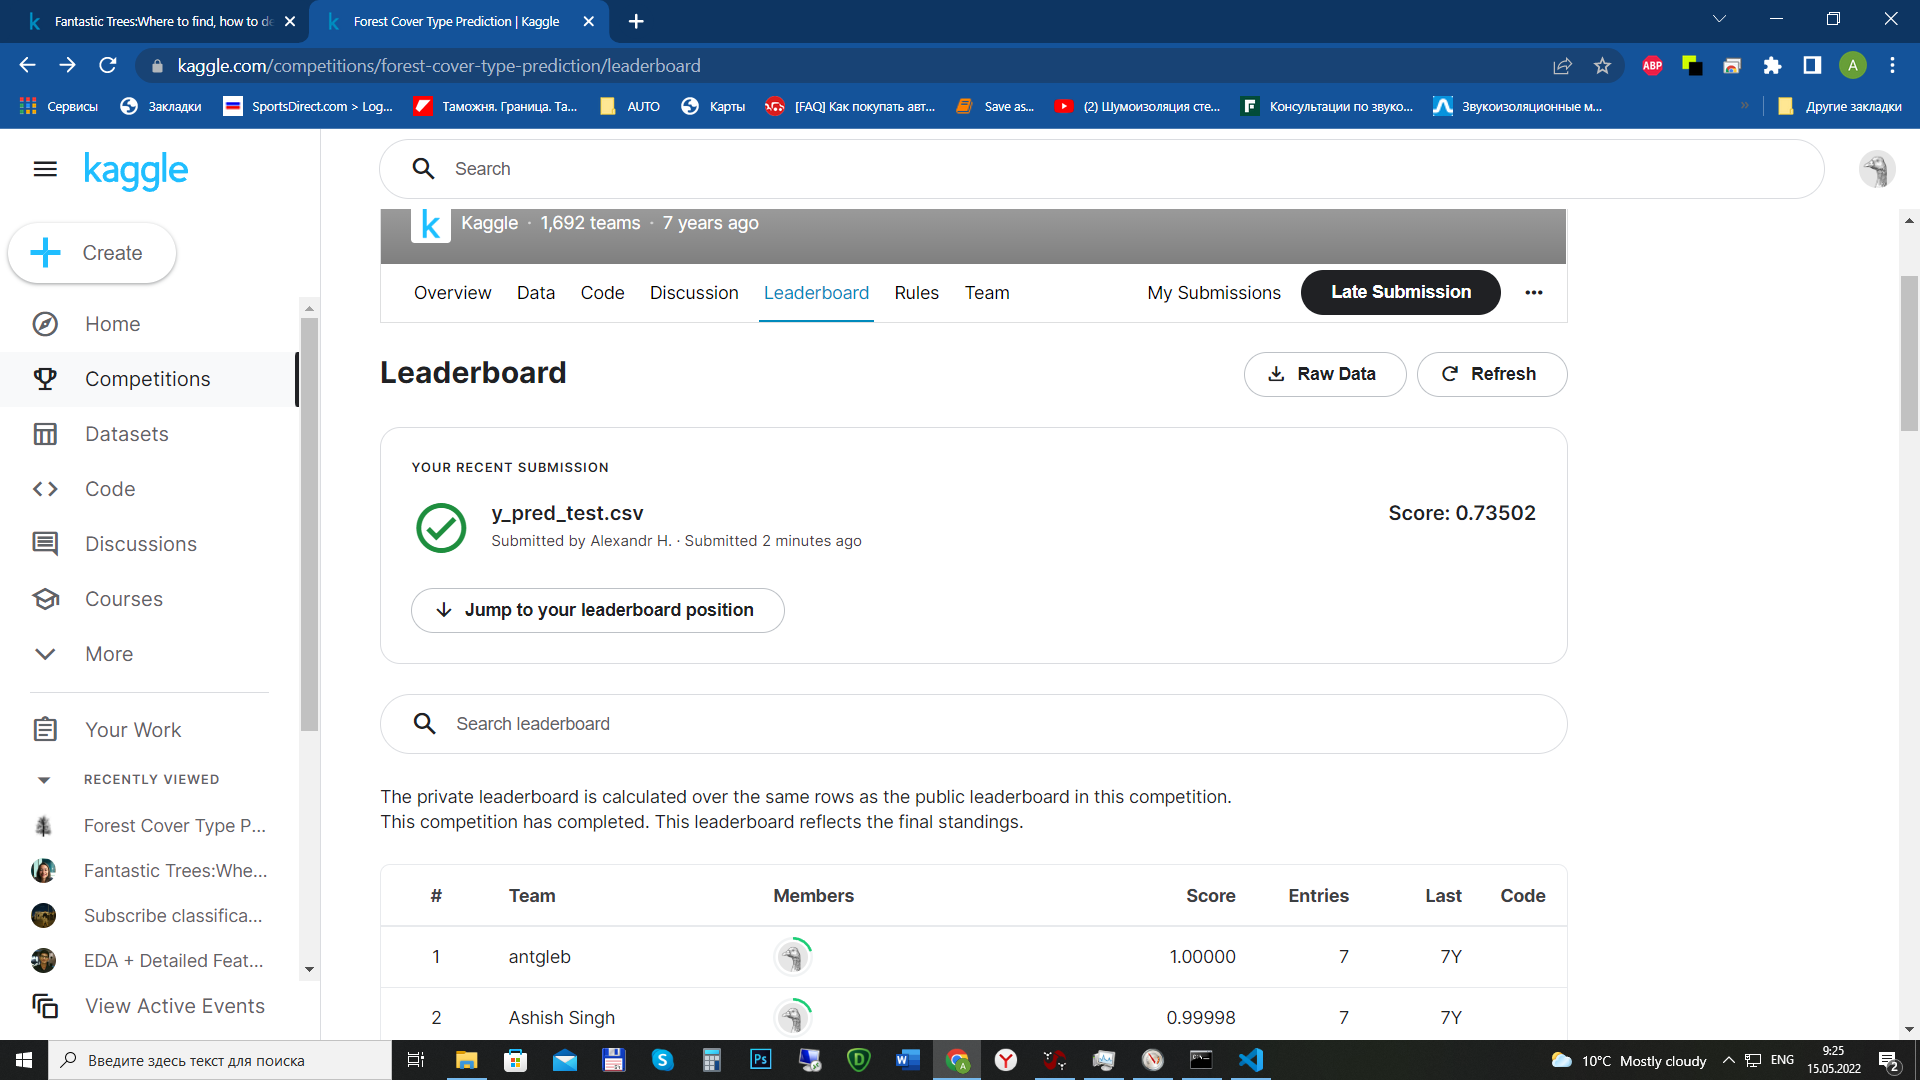 Fantastic Trees:Where to find, how to de
Forest Cover Type Prediction | Kaggle
kaggle.com/competitions/forest-cover-type-prediction/leaderboard
ABP
A
Сервисы
Закладки
SportsDirect.com > Log...
Таможня. Граница. Та...
AUTO
Карты
[FAQ] Как покупать авт...
Save as...
(2) Шумоизоляция сте...
Консультации по звуко...
Звукоизоляционные м...
»
Другие закладки
kaggle
Search
Create
Home
Competitions
Datasets
Code
Discussions
Courses
More
Your Work
RECENTLY VIEWED
Forest Cover Type P...
Fantastic Trees:Whe...
Subscribe classifica...
EDA + Detailed Feat...
View Active Events
k Kaggle · 1,692 teams · 7 years ago
Overview Data Code Discussion Leaderboard Rules Team My Submissions Late Submission
Leaderboard
Raw Data
Refresh
YOUR RECENT SUBMISSION
y_pred_test.csv
Score: 0.73502
Submitted by Alexandr H. · Submitted 2 minutes ago
Jump to your leaderboard position
Search leaderboard
The private leaderboard is calculated over the same rows as the public leaderboard in this competition.
This competition has completed. This leaderboard reflects the final standings.
# Team Members Score Entries Last Code
1 antgleb 1.00000 7 7Y
2 Ashish Singh 0.99998 7 7Y
Введите здесь текст для поиска
10°C Mostly cloudy
ENG
9:25
15.05.2022
2